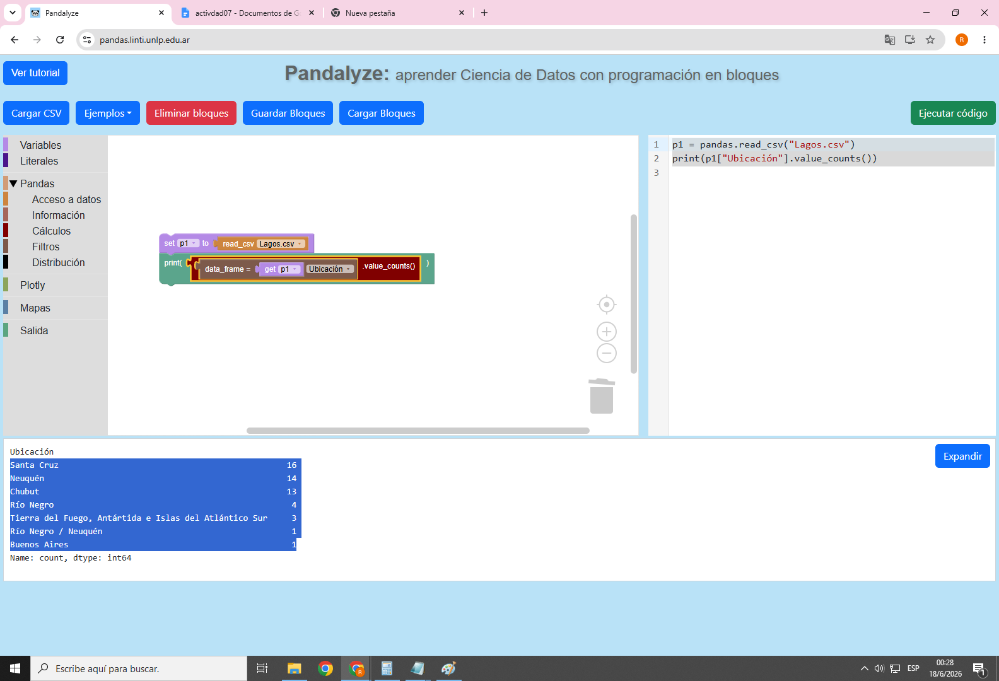 Pandalyze
activdad07 - Documentos de G
Nueva pestaña
pandas.linti.unlp.edu.ar
R
Ver tutorial
Pandalyze: aprender Ciencia de Datos con programación en bloques
Cargar CSV
Ejemplos
Eliminar bloques
Guardar Bloques
Cargar Bloques
Ejecutar código
Variables
Literales
Pandas
Acceso a datos
Información
Cálculos
Filtros
Distribución
Plotly
Mapas
Salida
set p1 to read_csv Lagos.csv
print( data_frame = get p1 Ubicación .value_counts() )
1 p1 = pandas.read_csv("Lagos.csv")
2 print(p1["Ubicación"].value_counts())
3
Expandir
Ubicación
Santa Cruz 16
Neuquén 14
Chubut 13
Río Negro 4
Tierra del Fuego, Antártida e Islas del Atlántico Sur 3
Río Negro / Neuquén 1
Buenos Aires 1
Name: count, dtype: int64
Escribe aquí para buscar.
R
ESP
00:28
18/6/2026
1